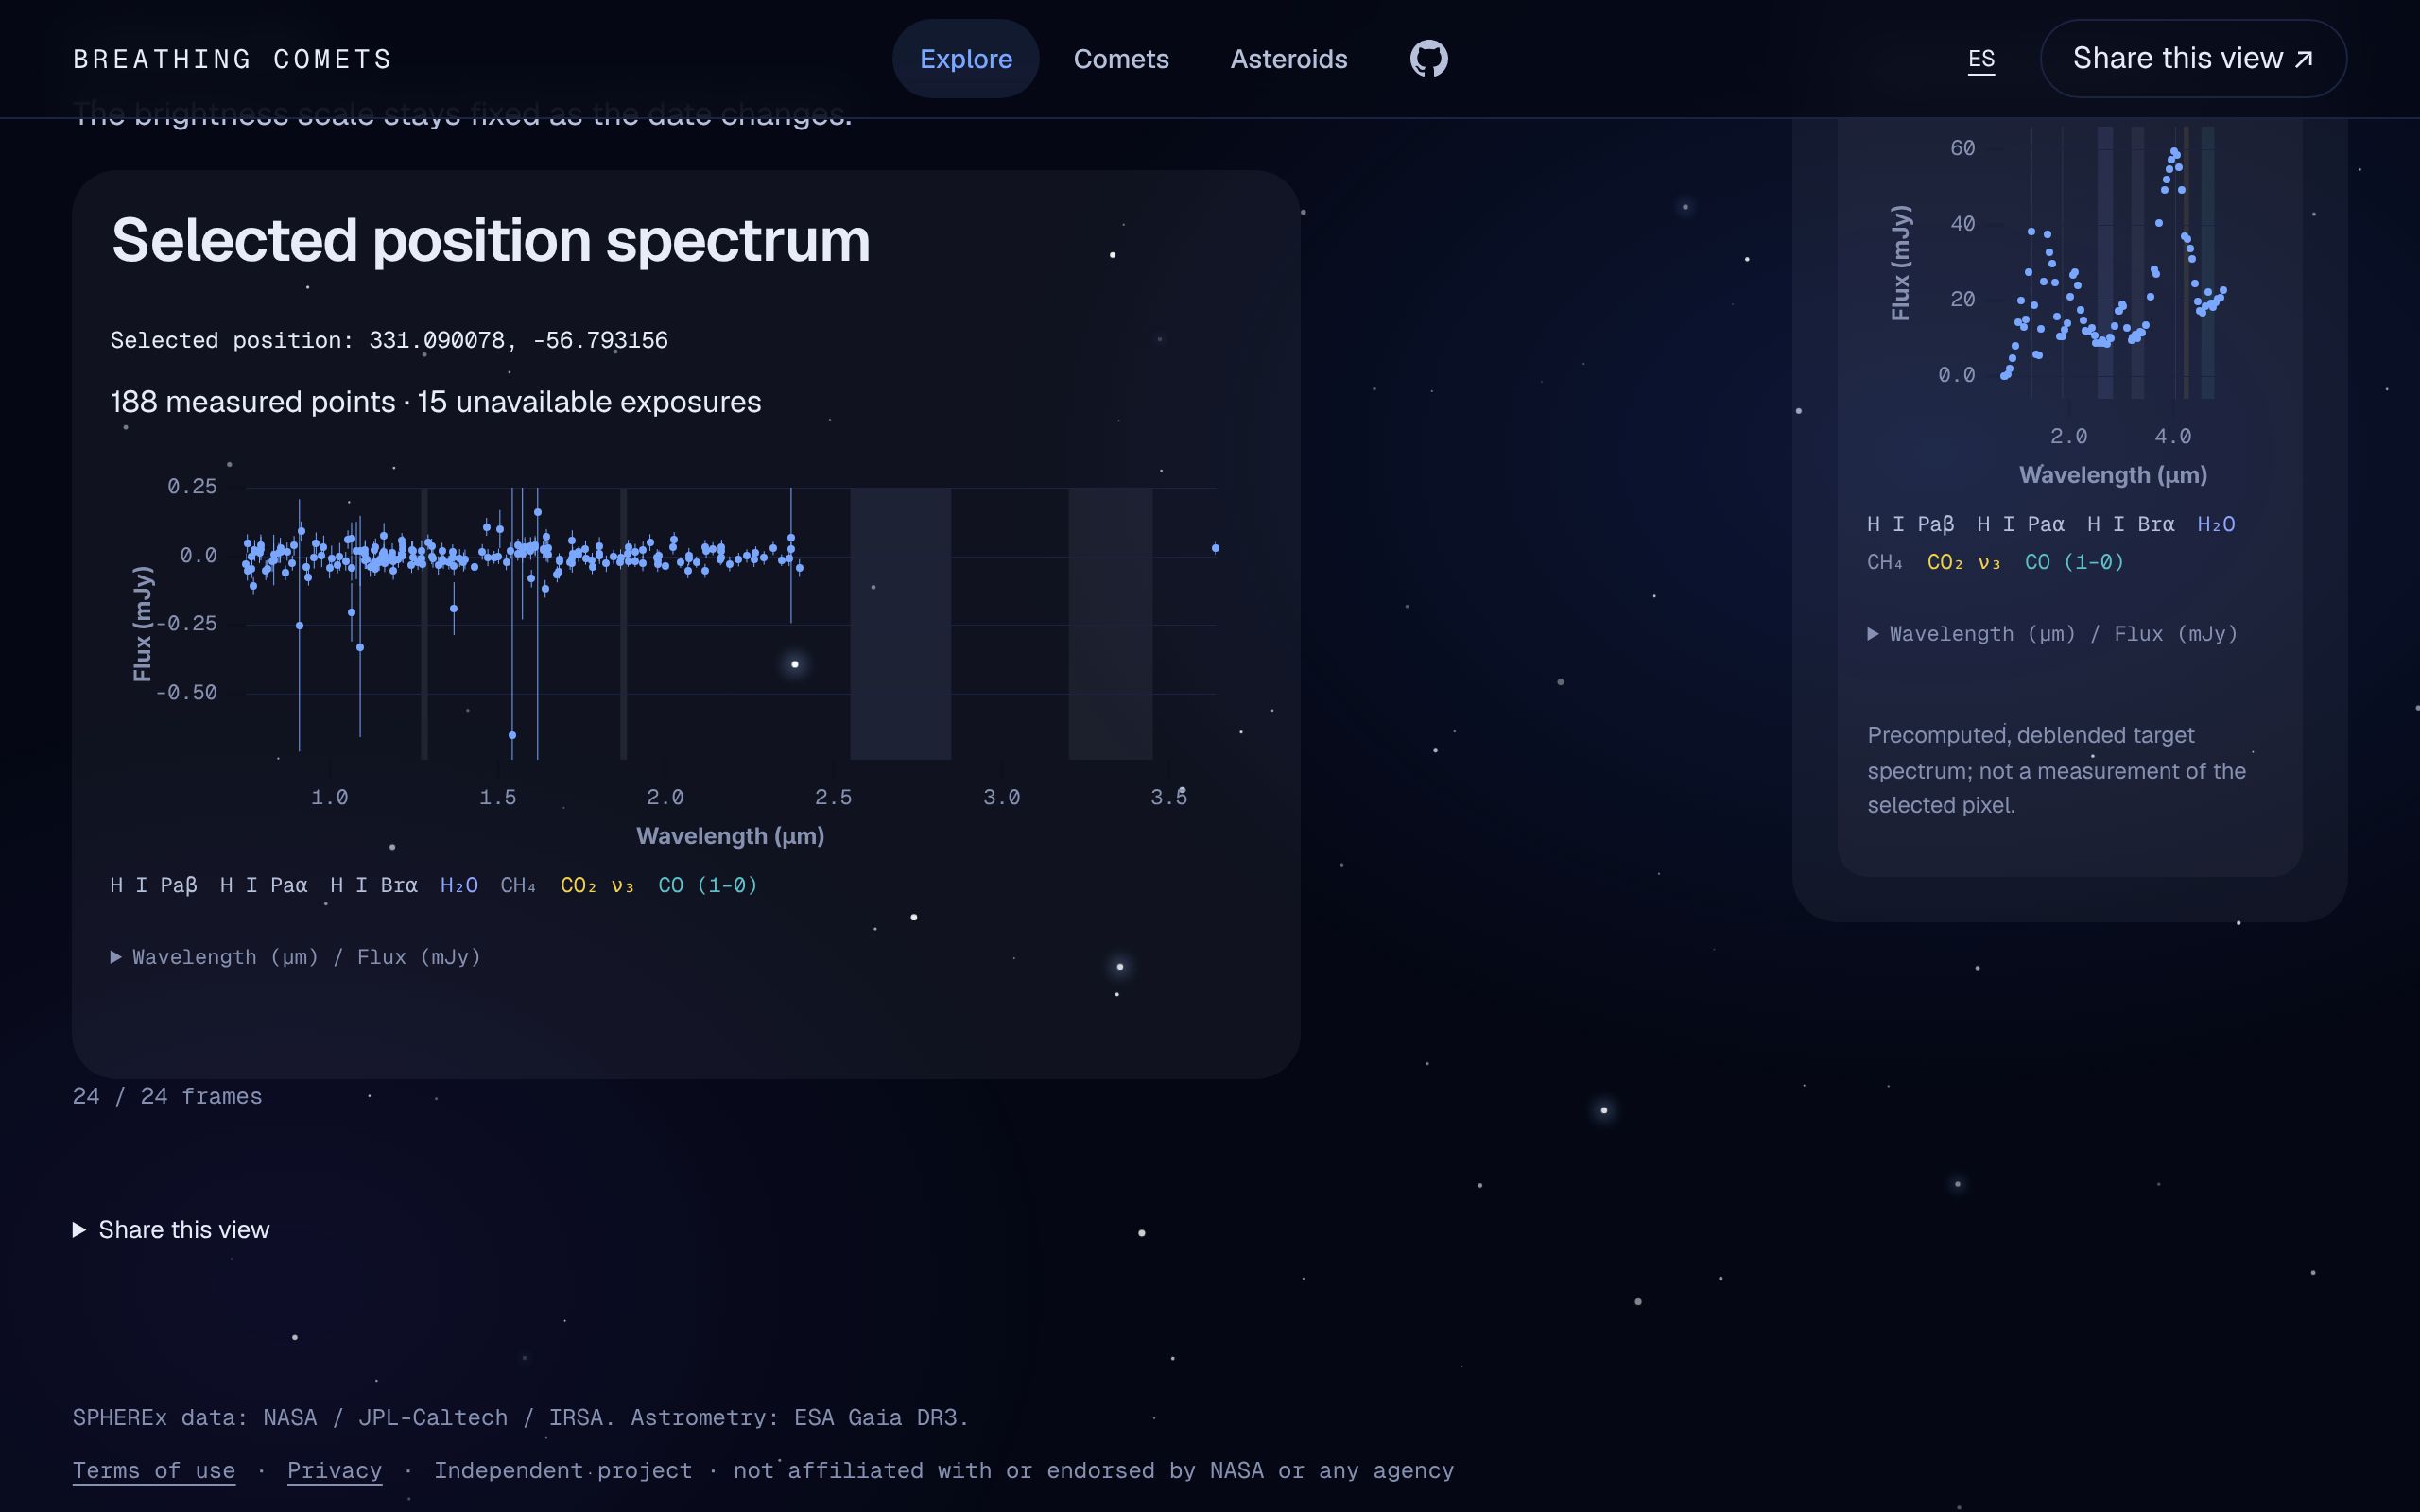 BREATHING COMETS
Explore
Comets
Asteroids
ES
Share this view ↗
The brightness scale stays fixed as the date changes.
Selected position spectrum
Selected position: 331.090078, -56.793156
188 measured points · 15 unavailable exposures
0.25
0.0
-0.25
-0.50
Flux (mJy)
1.0 1.5 2.0 2.5 3.0 3.5
Wavelength (µm)
H I Paβ H I Paα H I Brα H₂O CH₄ CO₂ ν₃ CO (1–0)
▶ Wavelength (µm) / Flux (mJy)
24 / 24 frames
▶ Share this view
60
40
20
0.0
Flux (mJy)
2.0 4.0
Wavelength (µm)
H I Paβ H I Paα H I Brα H₂O
CH₄ CO₂ ν₃ CO (1–0)
▶ Wavelength (µm) / Flux (mJy)
Precomputed, deblended target
spectrum; not a measurement of the
selected pixel.
SPHEREx data: NASA / JPL-Caltech / IRSA. Astrometry: ESA Gaia DR3.
Terms of use · Privacy · Independent project · not affiliated with or endorsed by NASA or any agency